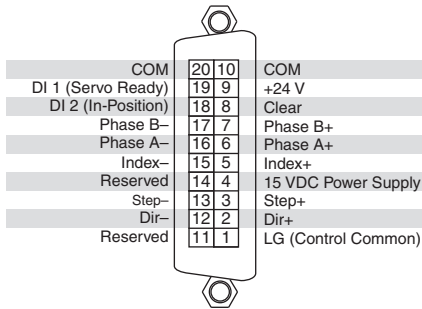 COM 20 10 COM
DI 1 (Servo Ready) 19 9 +24 V
DI 2 (In-Position) 18 8 Clear
Phase B– 17 7 Phase B+
Phase A– 16 6 Phase A+
Index– 15 5 Index+
Reserved 14 4 15 VDC Power Supply
Step– 13 3 Step+
Dir– 12 2 Dir+
Reserved 11 1 LG (Control Common)